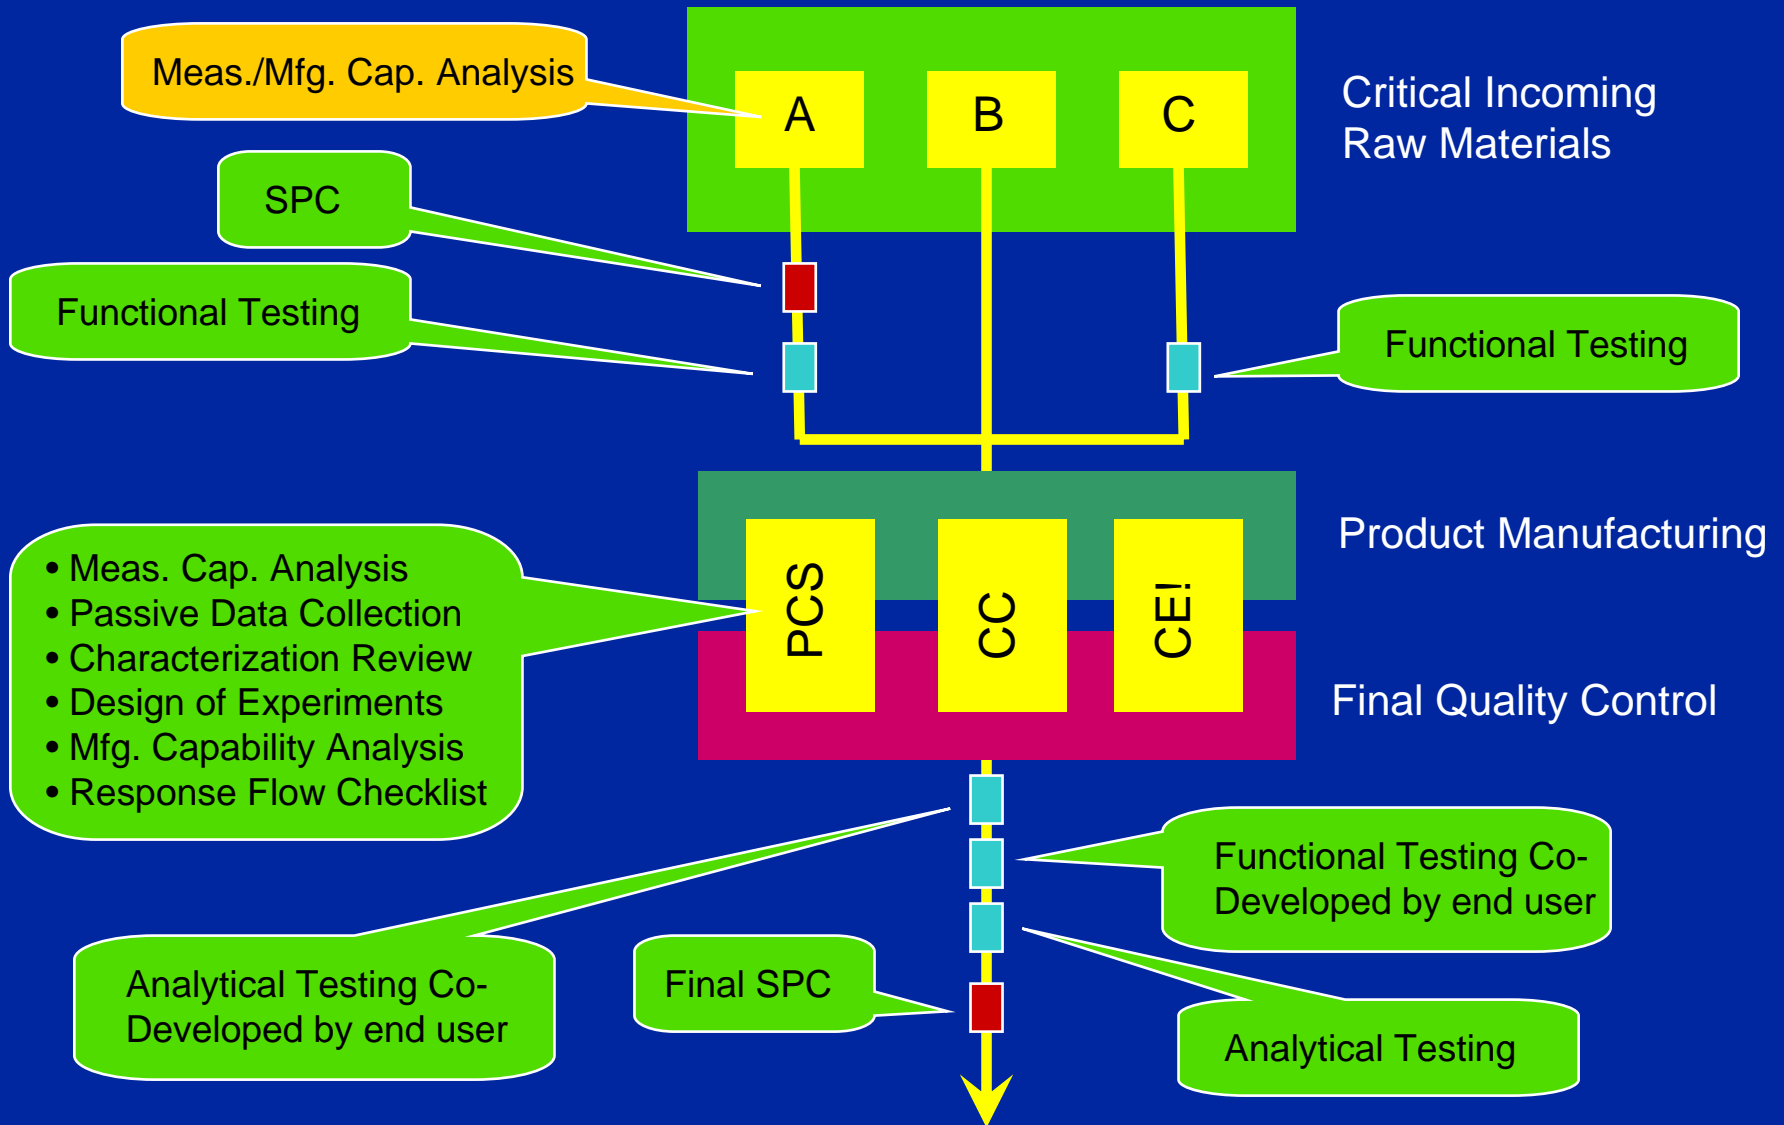 Meas./Mfg. Cap. Analysis
A
B
C
Critical Incoming
Raw Materials
SPC
Functional Testing
Functional Testing
Product Manufacturing
PCS
CC
CE!
• Meas. Cap. Analysis
• Passive Data Collection
• Characterization Review
• Design of Experiments
• Mfg. Capability Analysis
• Response Flow Checklist
Final Quality Control
Functional Testing Co-
Developed by end user
Analytical Testing Co-
Developed by end user
Final SPC
Analytical Testing